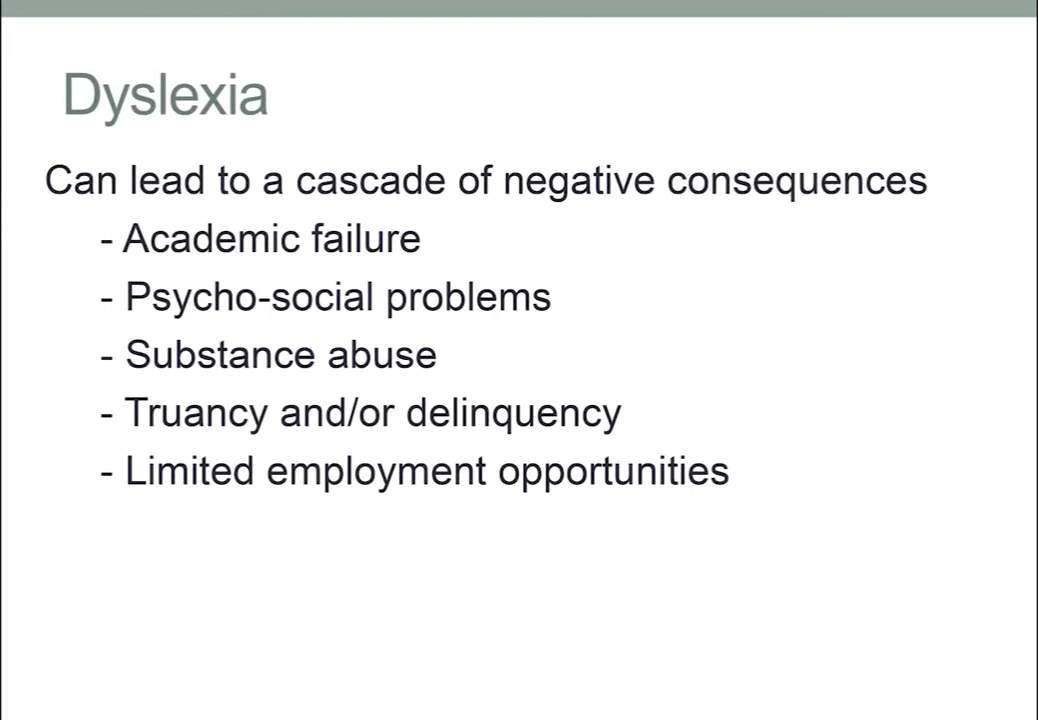 Dyslexia
Can lead to a cascade of negative consequences
- Academic failure
- Psycho-social problems
- Substance abuse
- Truancy and/or delinquency
- Limited employment opportunities